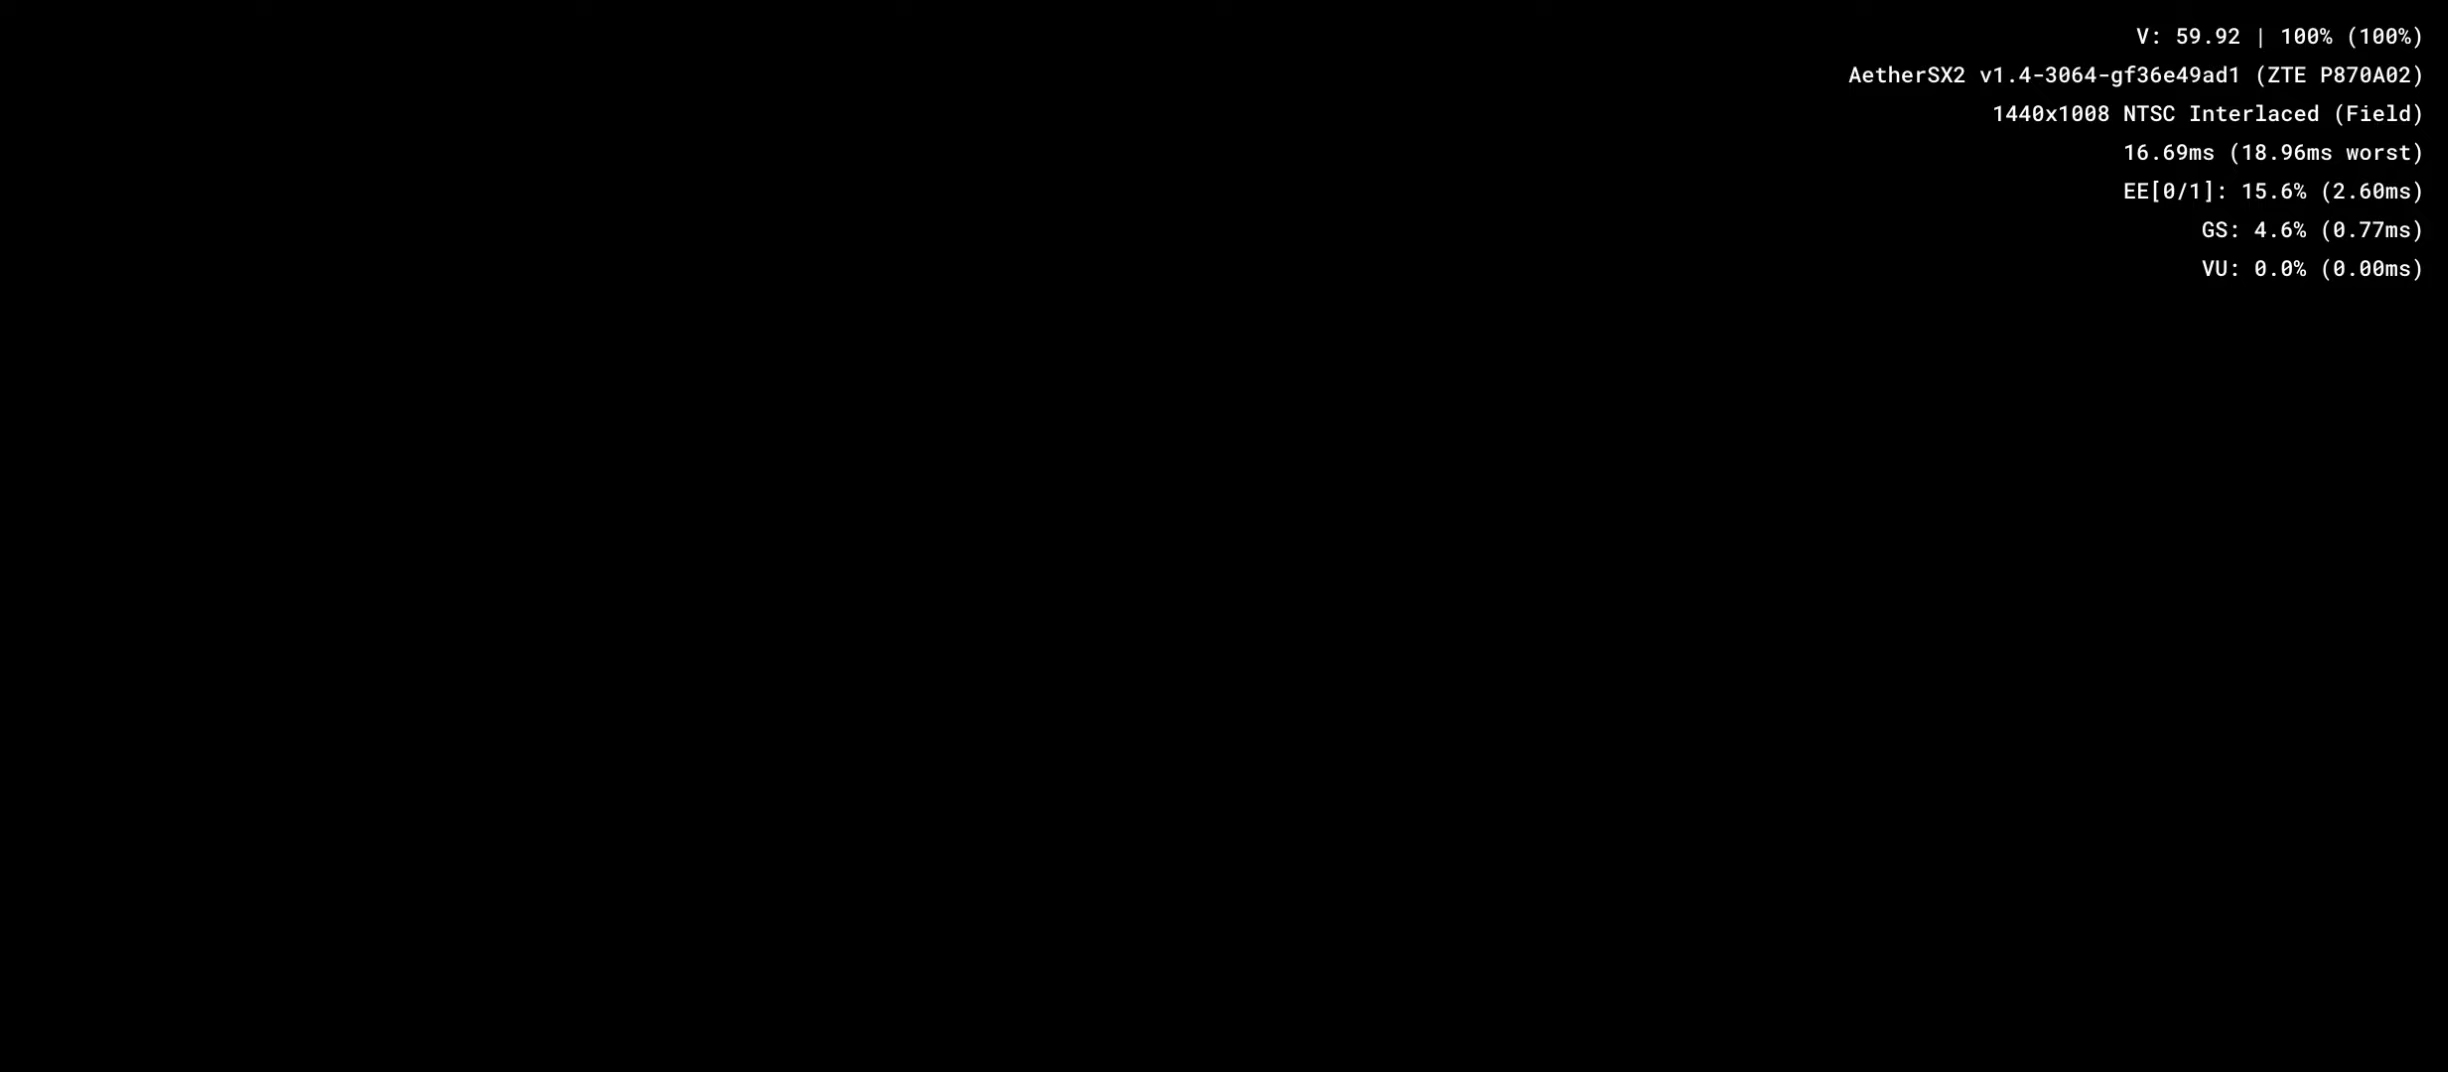 V: 59.92 | 100% (100%)
AetherSX2 v1.4-3064-gf36e49ad1 (ZTE P870A02)
1440x1008 NTSC Interlaced (Field)
16.69ms (18.96ms worst)
EE[0/1]: 15.6% (2.60ms)
GS: 4.6% (0.77ms)
VU: 0.0% (0.00ms)